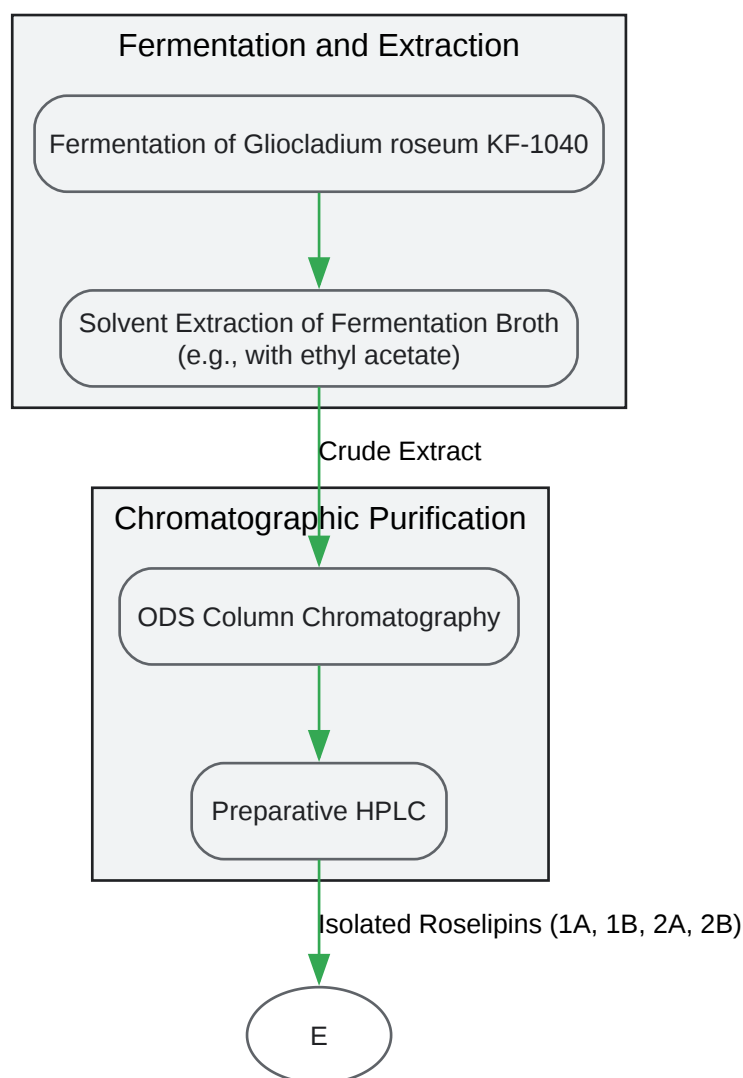 Fermentation and Extraction
Fermentation of Gliocladium roseum KF-1040
Solvent Extraction of Fermentation Broth
(e.g., with ethyl acetate)
Crude Extract
Chromatographic Purification
ODS Column Chromatography
Preparative HPLC
Isolated Roselipins (1A, 1B, 2A, 2B)
E